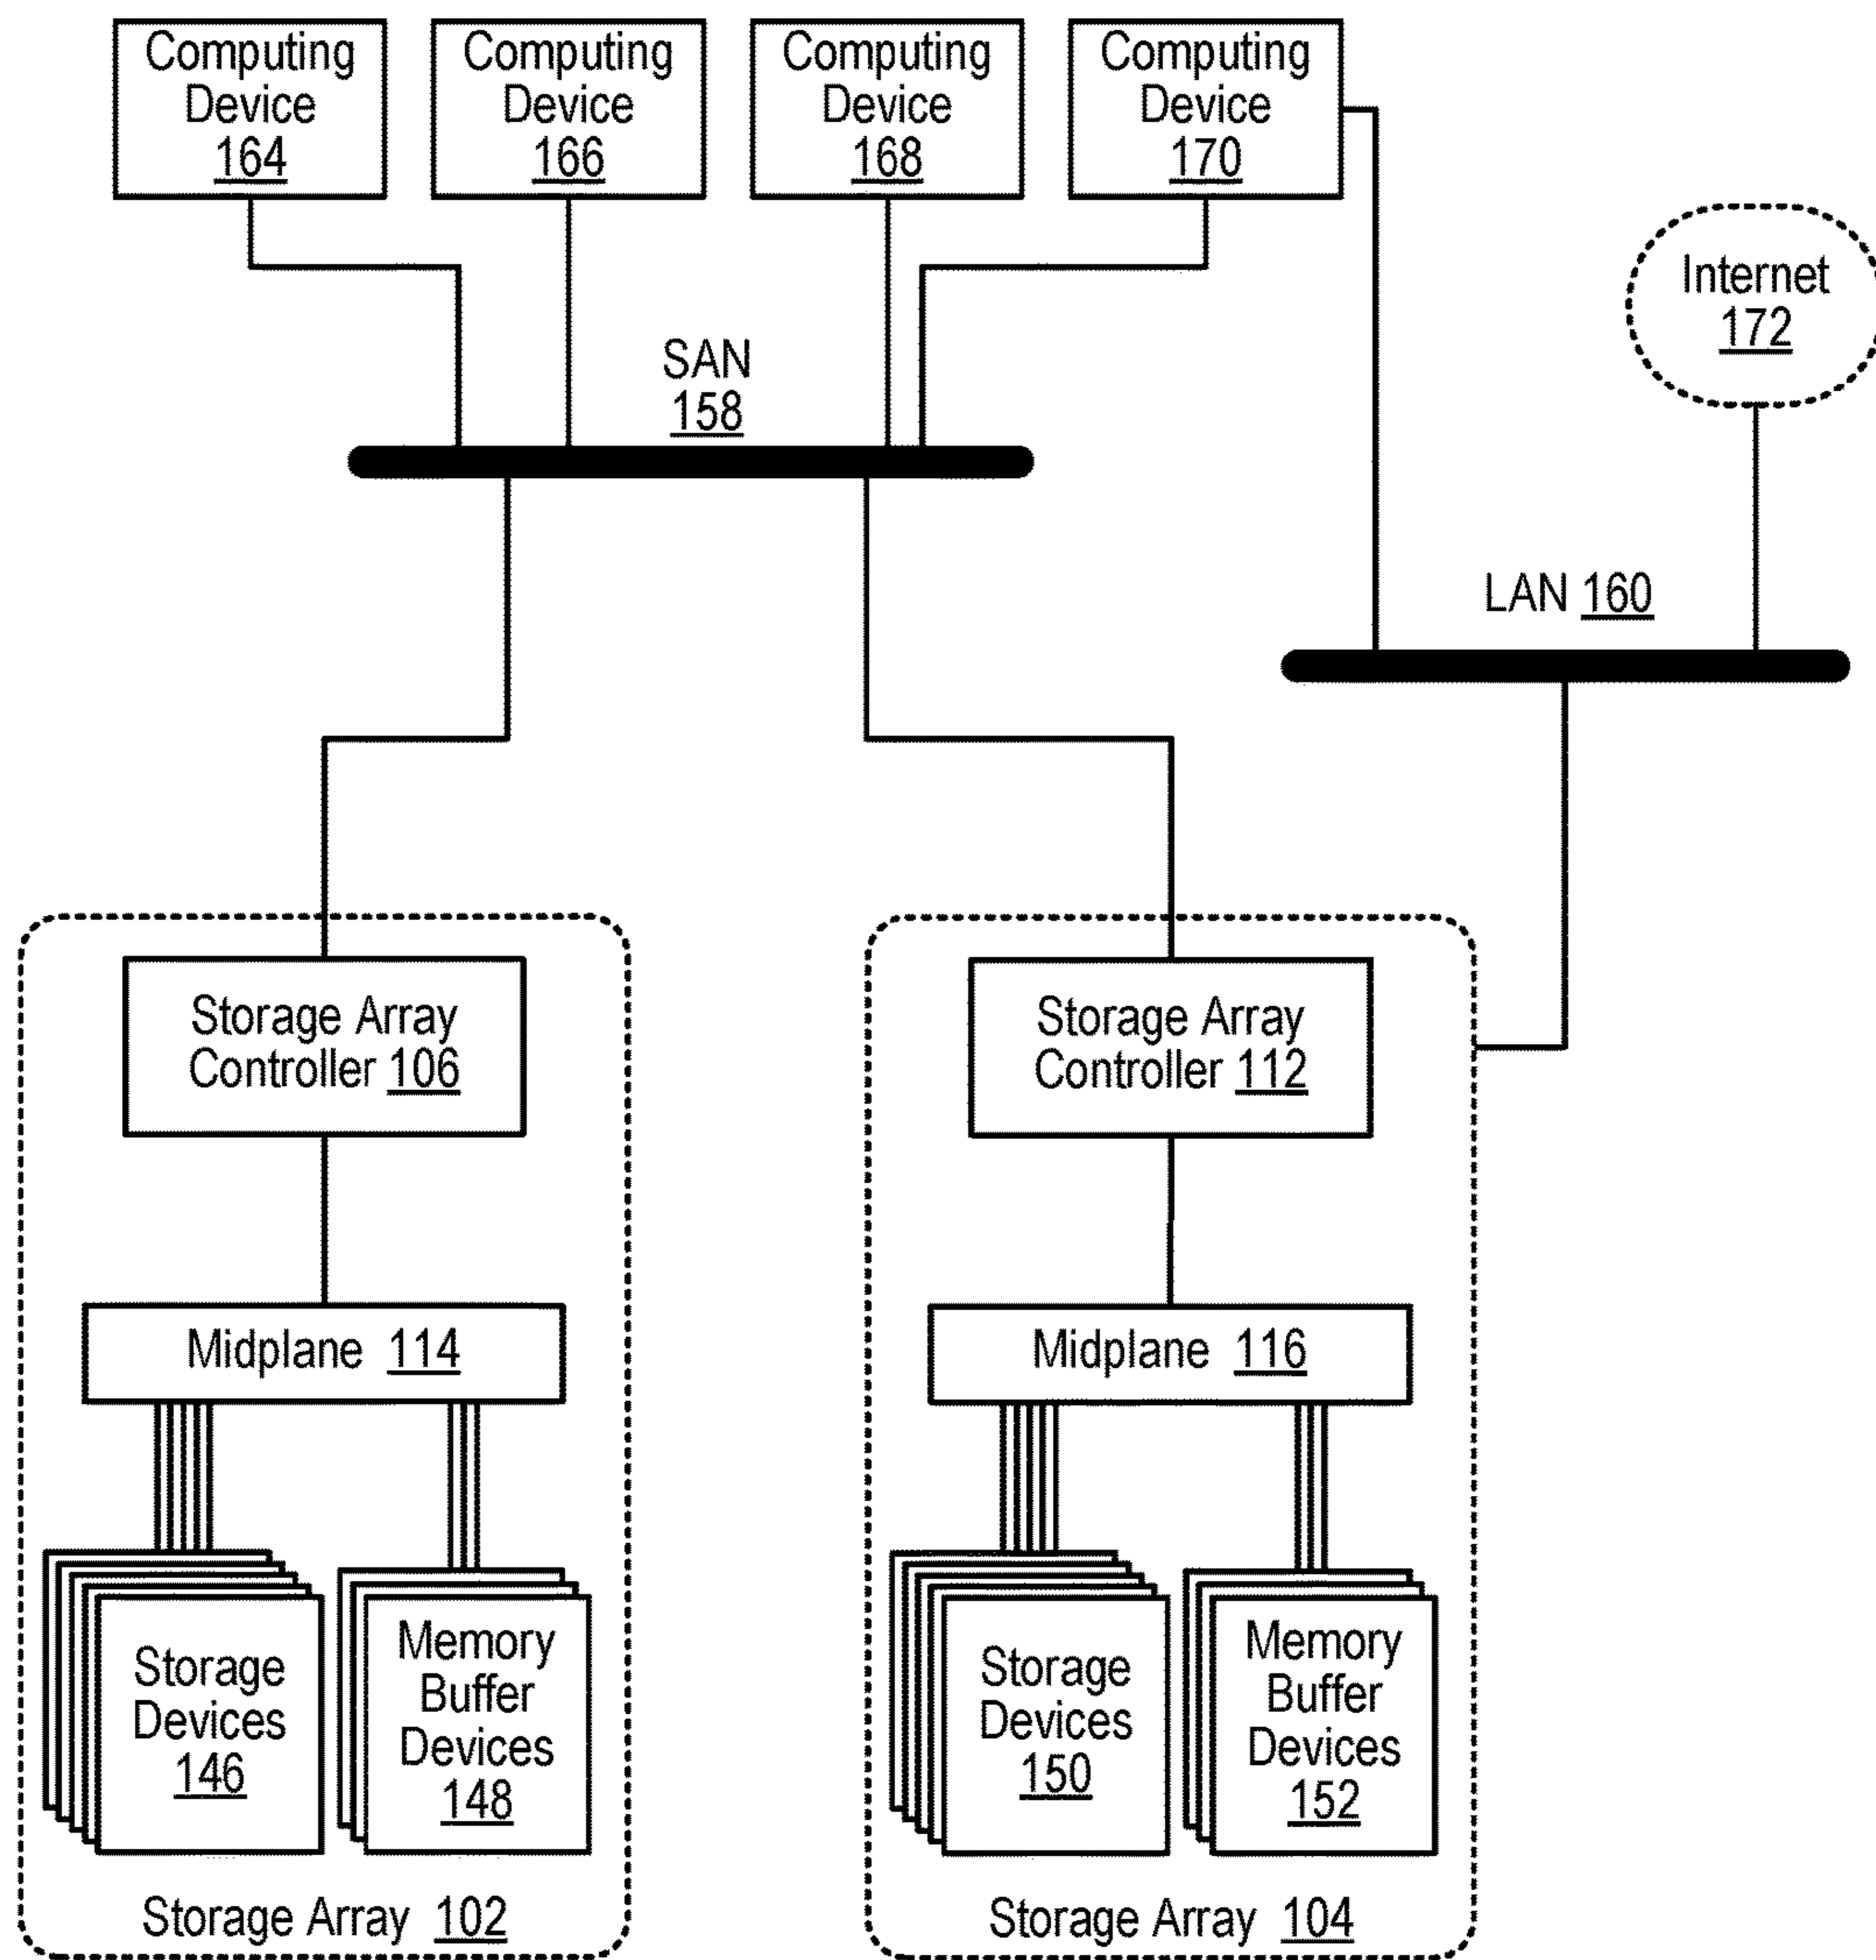 Computing
Device
164
Computing
Device
166
Computing
Device
168
Computing
Device
170
Internet
172
SAN
158
LAN 160
Storage Array
Controller 106
Storage Array
Controller 112
Midplane 114
Midplane 116
Storage
Devices
146
Memory
Buffer
Devices
148
Storage
Devices
150
Memory
Buffer
Devices
152
Storage Array 102
Storage Array 104